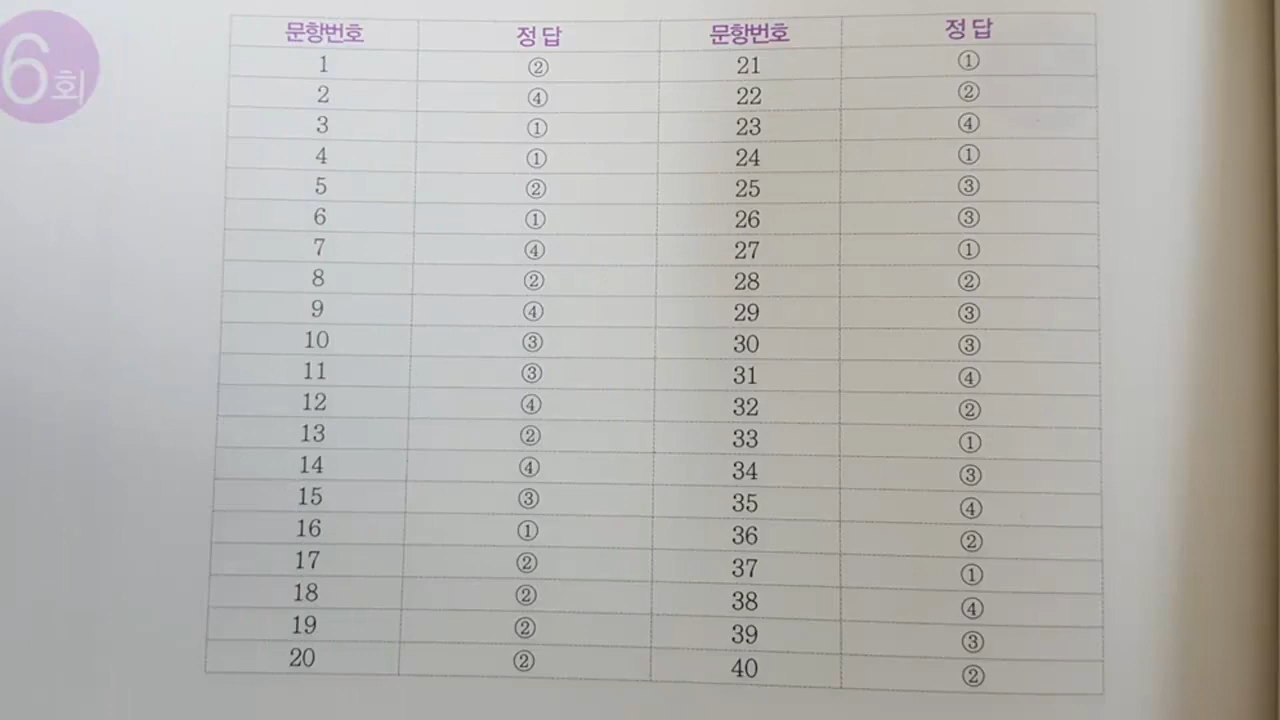 6회
문항번호 정 답 문항번호 정 답
1 ② 21 ①
2 ④ 22 ②
3 ① 23 ④
4 ① 24 ①
5 ② 25 ③
6 ① 26 ③
7 ④ 27 ①
8 ② 28 ②
9 ④ 29 ③
10 ③ 30 ③
11 ③ 31 ④
12 ④ 32 ②
13 ② 33 ①
14 ④ 34 ③
15 ③ 35 ④
16 ① 36 ②
17 ② 37 ①
18 ② 38 ④
19 ② 39 ③
20 ② 40 ②